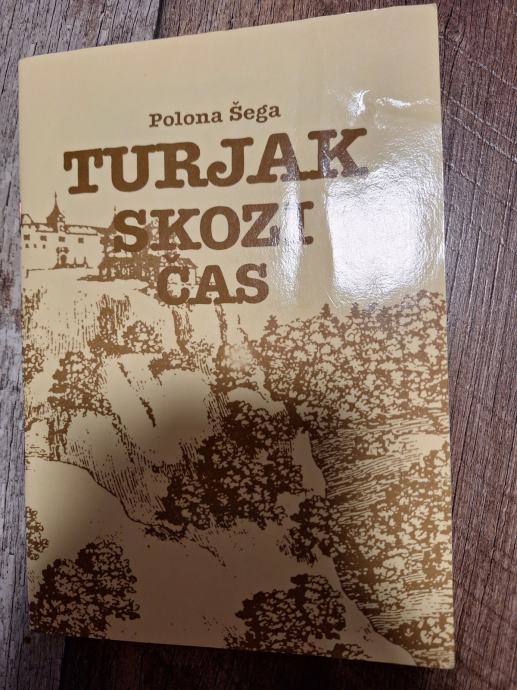 Polona Šega
TURJAK
SKOZI
ČAS